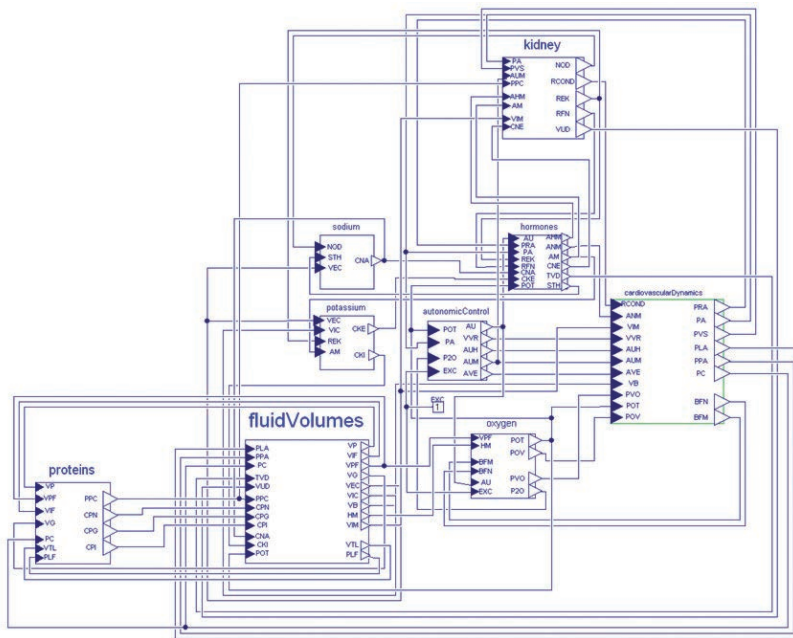 kidney
PA
PVS
AUM
PPC
AHM
AM
VIM
CNE
NOD
RCOND
REK
RFN
VUD
sodium
NOD
STH
VEC
CNA
hormones
AU
PRA
PA
REK
RFN
CNA
CKE
POT
AHM
ANM
AM
CNE
TVD
STH
potassium
VEC
VIC
REK
AM
CKE
CKI
autonomicControl
POT
PA
P2O
EXC
AU
VVR
AUH
AUM
AVE
cardiovascularDynamics
RCOND
ANM
VIM
VVR
AUH
AUM
AVE
VB
PVO
POT
POV
PRA
PA
PVS
PLA
PPA
PC
BFN
BFM
EXC
1
oxygen
VPF
HM
BFM
BFN
AU
EXC
POT
POV
PVO
P2O
fluidVolumes
PLA
PPA
PC
TVD
VUD
PPC
CPN
CPG
CPI
CNA
CKI
POT
VP
VIF
VPF
VG
VEC
VIC
VB
HM
VIM
VTL
PLF
proteins
VP
VPF
VIF
VG
PC
VTL
PLF
PPC
CPN
CPG
CPI